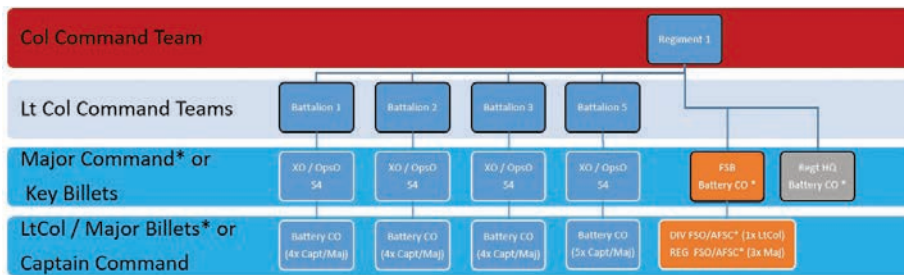 Col Command Team
Regiment 1
Lt Col Command Teams
Battalion 1
Battalion 2
Battalion 3
Battalion 5
Major Command* or
Key Billets
XO / OpsO
S4
XO / OpsO
S4
XO / OpsO
S4
XO / OpsO
S4
FSB
Battery CO *
Regt HQ
Battery CO *
LtCol / Major Billets* or
Captain Command
Battery CO
(4x Capt/Maj)
Battery CO
(4x Capt/Maj)
Battery CO
(4x Capt/Maj)
Battery CO
(5x Capt/Maj)
DIV FSO/AFSC* (1x LtCol)
REG FSO/AFSC* (3x Maj)